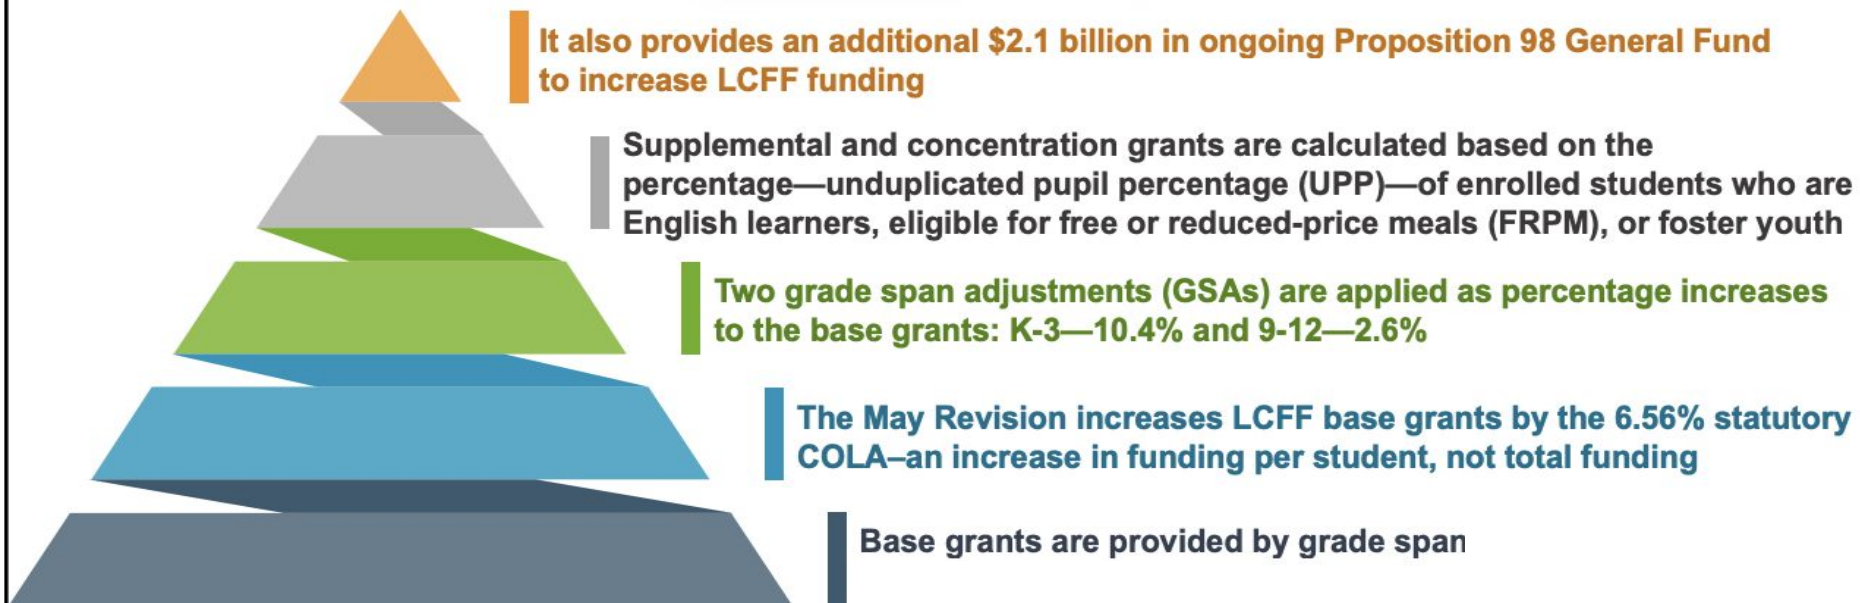 It also provides an additional $2.1 billion in ongoing Proposition 98 General Fund
to increase LCFF funding
Supplemental and concentration grants are calculated based on the
percentage—unduplicated pupil percentage (UPP)—of enrolled students who are
English learners, eligible for free or reduced-price meals (FRPM), or foster youth
Two grade span adjustments (GSAs) are applied as percentage increases
to the base grants: K-3—10.4% and 9-12—2.6%
The May Revision increases LCFF base grants by the 6.56% statutory
COLA–an increase in funding per student, not total funding
Base grants are provided by grade span